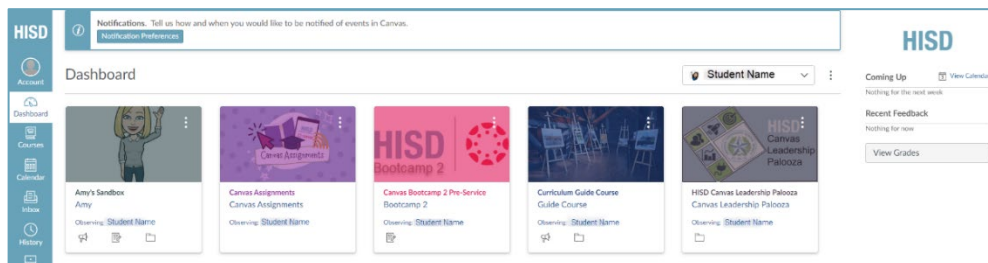 HISD
Account
Dashboard
Courses
Calendar
Inbox
History
Notifications. Tell us how and when you would like to be notified of events in Canvas.
Notification Preferences
Dashboard
Student Name
Canvas Assignments
HISD
Bootcamp 2
HISD
Canvas
Leadership
Palooza
Amy's Sandbox
Amy
Observing: Student Name
Canvas Assignments
Canvas Assignments
Observing: Student Name
Canvas Bootcamp 2 Pre-Service
Bootcamp 2
Observing: Student Name
Curriculum Guide Course
Guide Course
Observing: Student Name
HISD Canvas Leadership Palooza
Canvas Leadership Palooza
Observing: Student Name
HISD
Coming Up
View Calenda
Nothing for the next week
Recent Feedback
Nothing for now
View Grades